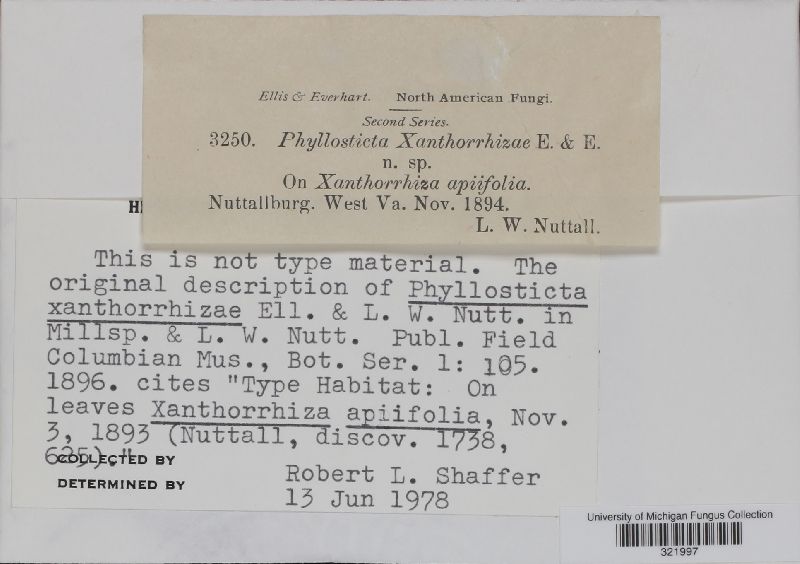 Ellis & Everhart. North American Fungi.
Second Series.
3250. Phyllosticta Xanthorrhizae E. & E.
n. sp.
On Xanthorrhiza apiifolia.
Nuttallburg. West Va. Nov. 1894.
L. W. Nuttall.
This is not type material. The
original description of Phyllosticta
xanthorrhizae Ell. & L. W. Nutt. in
Millsp. & L. W. Nutt. Publ. Field
Columbian Mus., Bot. Ser. 1: 105.
1896. cites "Type Habitat: On
leaves Xanthorrhiza apiifolia, Nov.
3, 1893 (Nuttall, discov. 1738,
COLLECTED BY
Robert L. Shaffer
DETERMINED BY
13 Jun 1978
University of Michigan Fungus Collection
321997